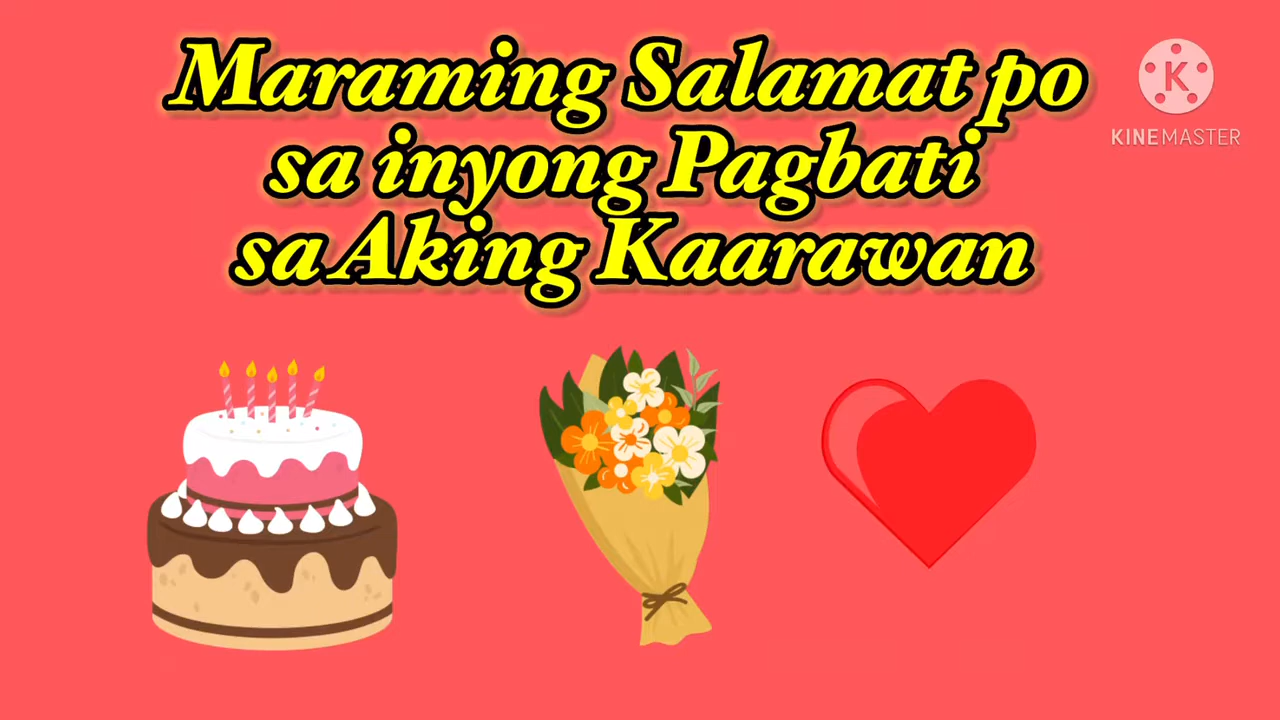 Maraming Salamat po
sa inyong Pagbati
sa Aking Kaarawan
K
KINEMASTER